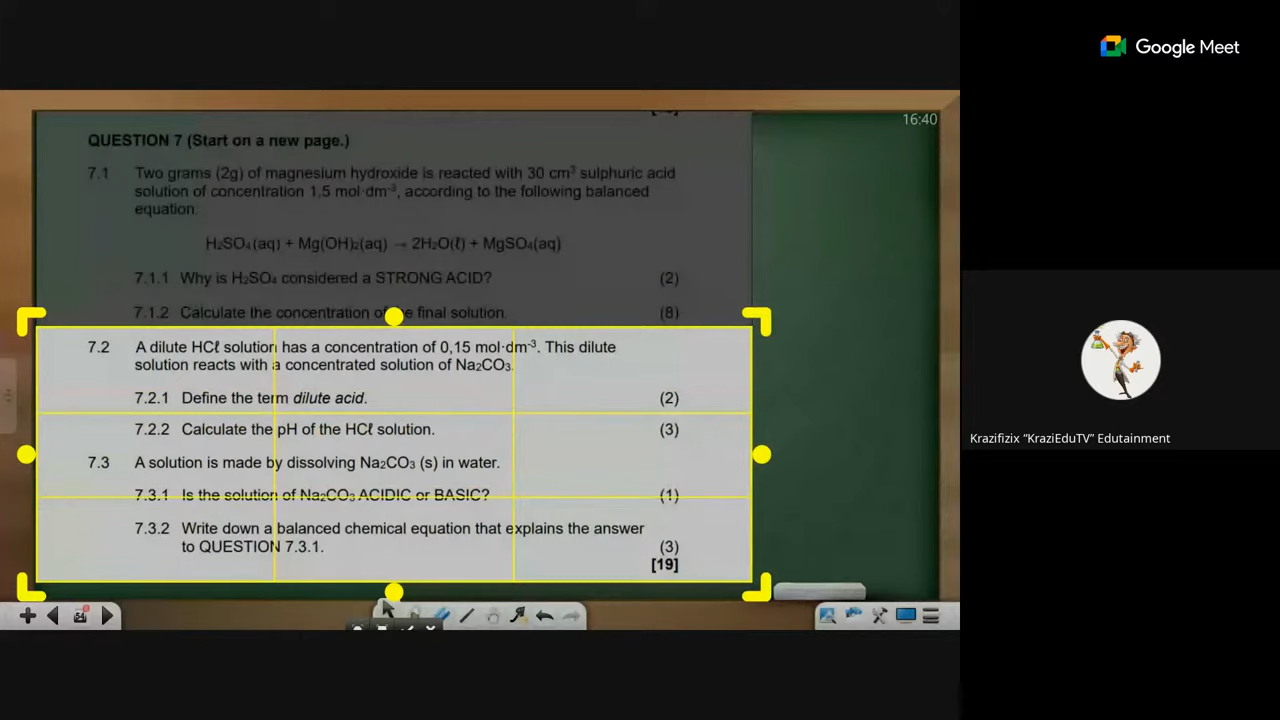 Google Meet
16:40
QUESTION 7 (Start on a new page.)
7.1 Two grams (2g) of magnesium hydroxide is reacted with 30 cm³ sulphuric acid
solution of concentration 1,5 mol·dm⁻³, according to the following balanced
equation:
H₂SO₄(aq) + Mg(OH)₂(aq) → 2H₂O(ℓ) + MgSO₄(aq)
7.1.1 Why is H₂SO₄ considered a STRONG ACID? (2)
7.1.2 Calculate the concentration of the final solution. (8)
7.2 A dilute HCℓ solution has a concentration of 0,15 mol·dm⁻³. This dilute
solution reacts with a concentrated solution of Na₂CO₃.
7.2.1 Define the term dilute acid. (2)
7.2.2 Calculate the pH of the HCℓ solution. (3)
7.3 A solution is made by dissolving Na₂CO₃ (s) in water.
7.3.1 Is the solution of Na₂CO₃ ACIDIC or BASIC? (1)
7.3.2 Write down a balanced chemical equation that explains the answer
to QUESTION 7.3.1. (3)
[19]
Krazifizix “KraziEduTV” Edutainment